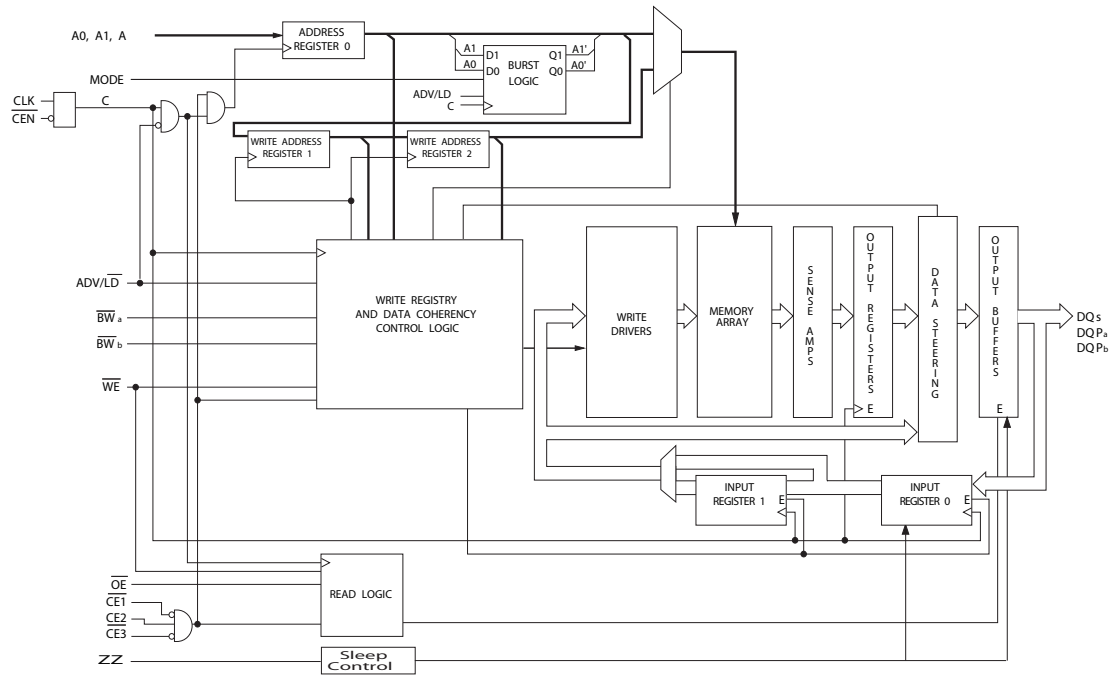 ADDRESS
REGISTER 0
A0, A1, A
A1
D1
Q1
A1'
A0
D0
BURST
LOGIC
Q0
A0'
MODE
ADV/LD
C
CLK
C
CEN
WRITE ADDRESS
REGISTER 1
WRITE ADDRESS
REGISTER 2
ADV/LD
BW a
BW b
WE
WRITE REGISTRY
AND DATA COHERENCY
CONTROL LOGIC
WRITE
DRIVERS
MEMORY
ARRAY
SENSE AMPS
OUTPUT REGISTERS
E
DATA STEERING
OUTPUT BUFFERS
E
DQs
DQPa
DQPb
INPUT
REGISTER 1
E
INPUT
REGISTER 0
E
OE
CE1
CE2
CE3
READ LOGIC
ZZ
Sleep
Control